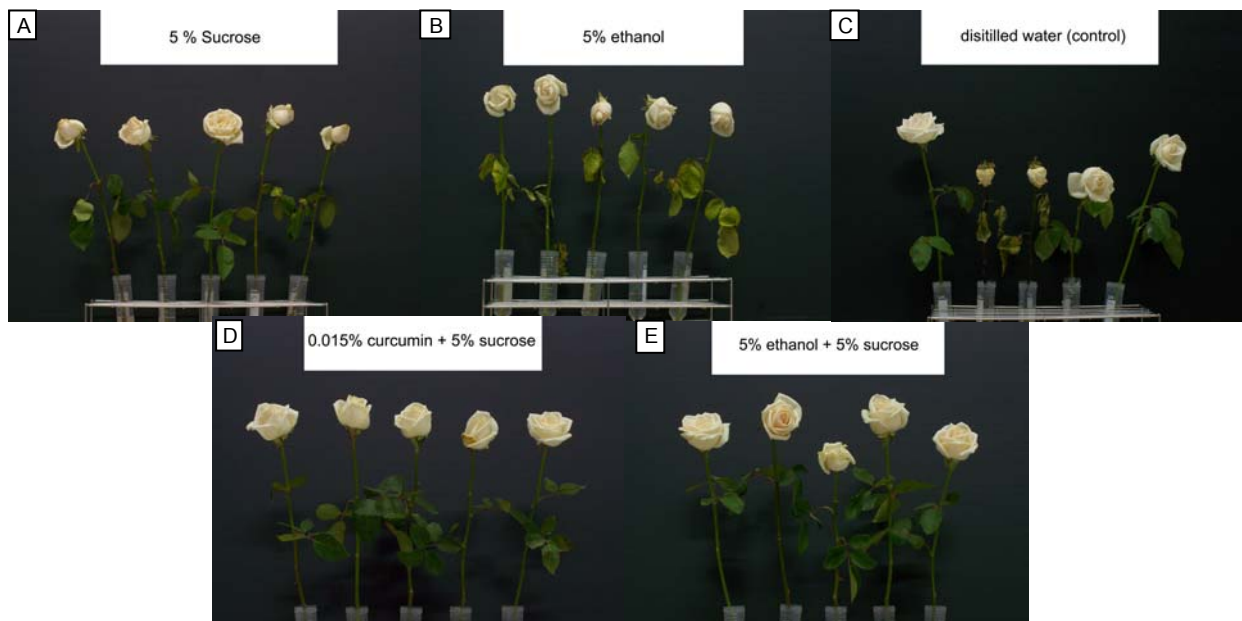 A
5 % Sucrose
B
5% ethanol
C
disitilled water (control)
D
0.015% curcumin + 5% sucrose
E
5% ethanol + 5% sucrose